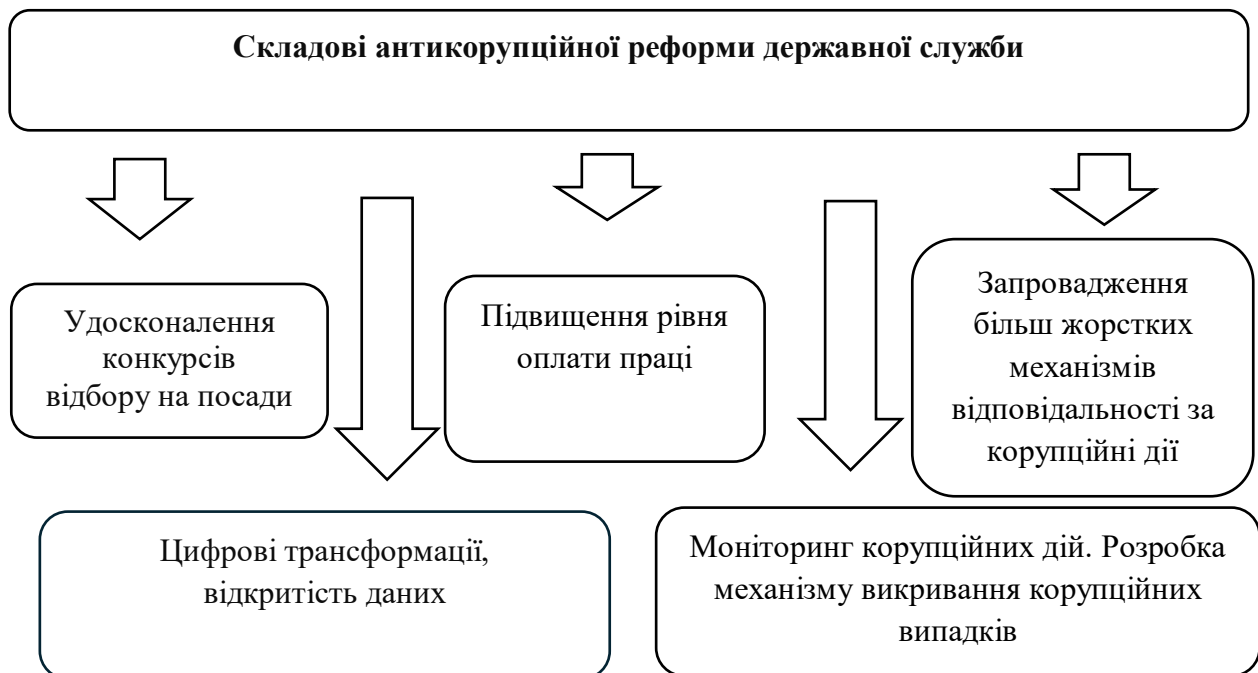 Складові антикорупційної реформи державної служби
Удосконалення
конкурсів
відбору на посади
Підвищення рівня
оплати праці
Запровадження
більш жорстких
механізмів
відповідальності за
корупційні дії
Цифрові трансформації,
відкритість даних
Моніторинг корупційних дій. Розробка
механізму викривання корупційних
випадків